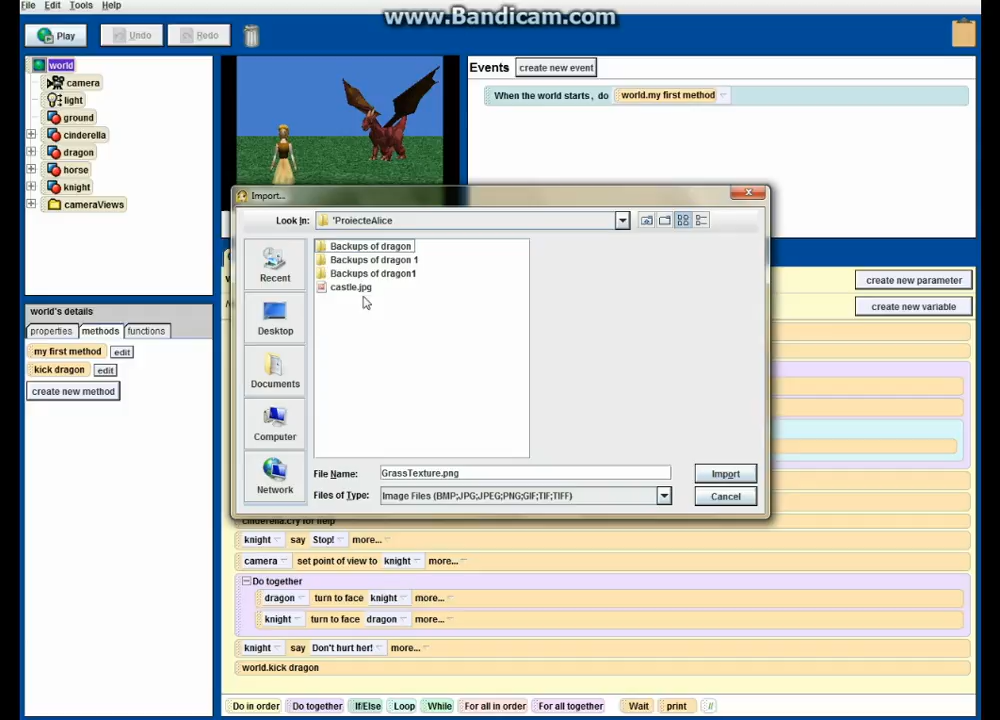 www.Bandicam.com
File Edit Tools Help
Play Undo Redo
world
camera
light
ground
cinderella
dragon
horse
knight
cameraViews
Events create new event
When the world starts, do world.my first method
Import...
Look In: 'ProiecteAlice
Backups of dragon
Backups of dragon 1
Backups of dragon1
castle.jpg
Recent
Desktop
Documents
Computer
Network
File Name: GrassTexture.png Import
Files of Type: Image Files (BMP;JPG;JPEG;PNG;GIF;TIF;TIFF) Cancel
world's details
properties methods functions
my first method edit
kick dragon edit
create new method
create new parameter
create new variable
cinderella.cry for help
knight say Stop! more...
camera set point of view to knight more...
Do together
dragon turn to face knight more...
knight turn to face dragon more...
knight say Don't hurt her! more...
world.kick dragon
Do in order Do together If/Else Loop While For all in order For all together Wait print //